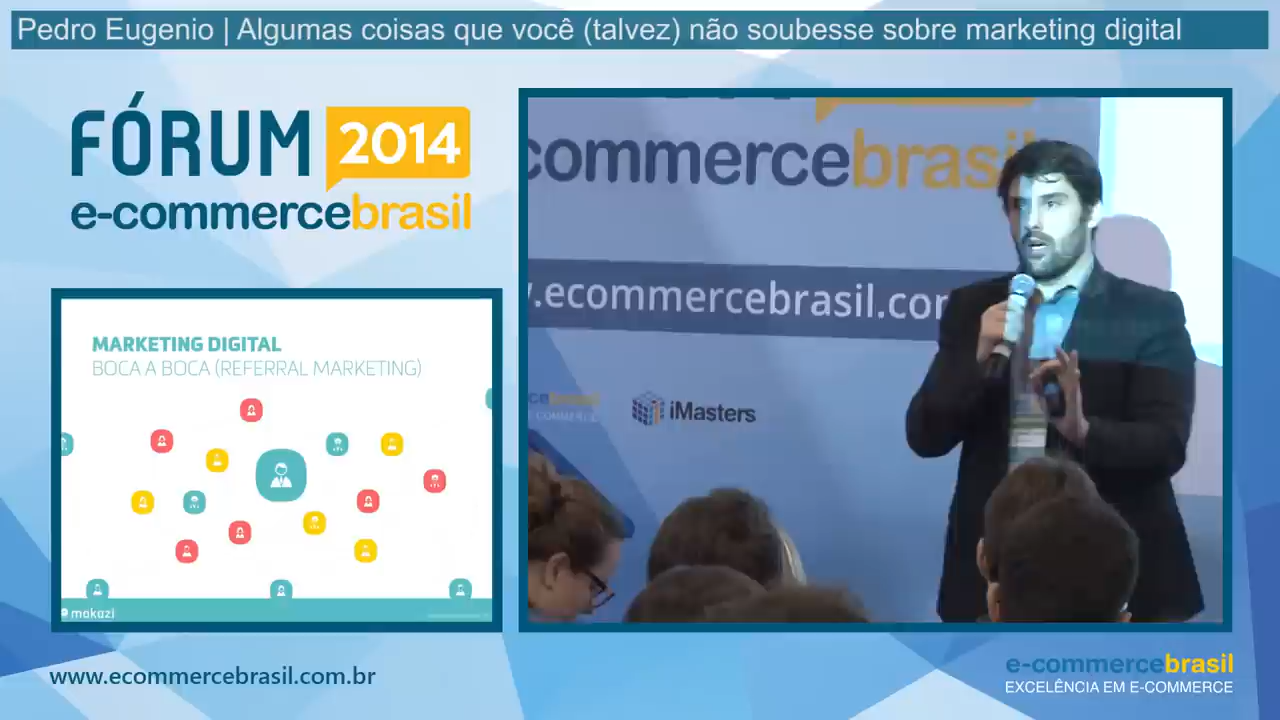 Pedro Eugenio | Algumas coisas que você (talvez) não soubesse sobre marketing digital
FÓRUM 2014
e-commercebrasil
MARKETING DIGITAL
BOCA A BOCA (REFERRAL MARKETING)
makazi
commercebrasil
.ecommercebrasil.co
iMasters
www.ecommercebrasil.com.br
e-commercebrasil
EXCELÊNCIA EM E-COMMERCE